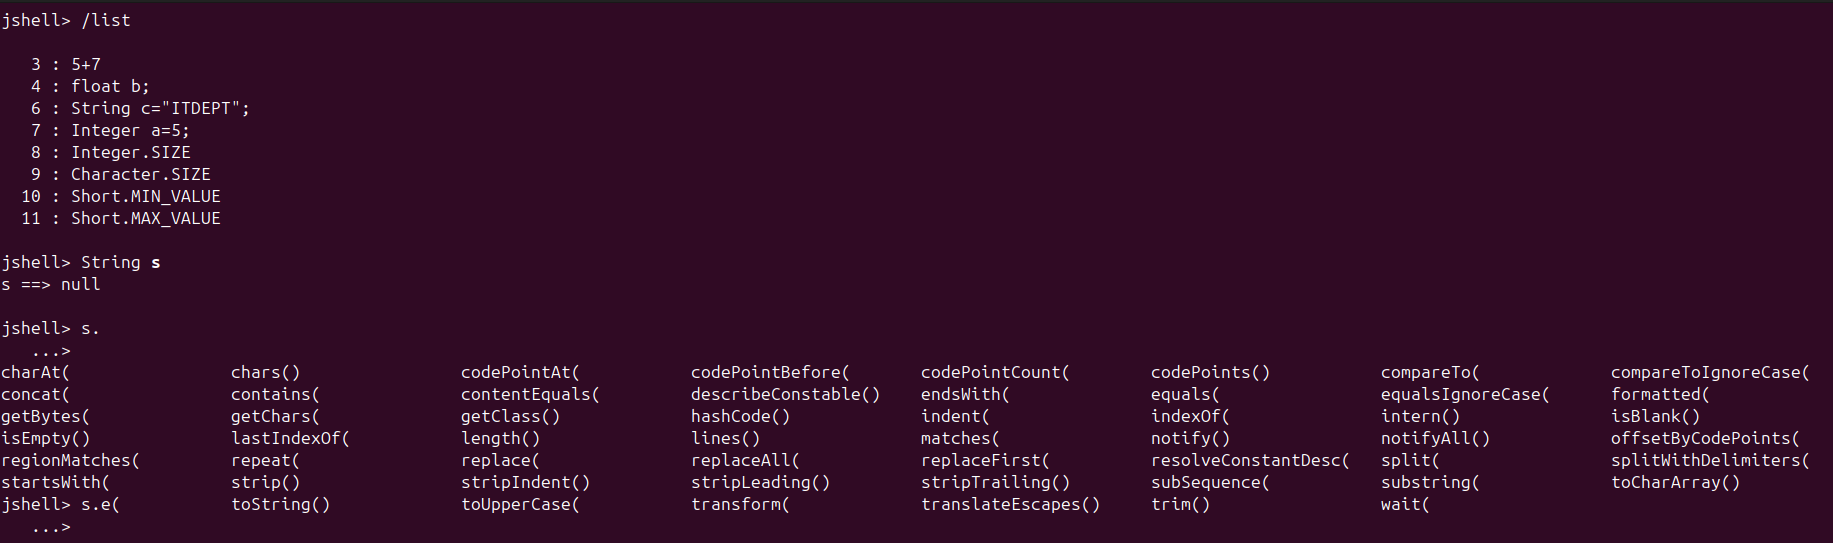 jshell> /list
3 : 5+7
4 : float b;
6 : String c="ITDEPT";
7 : Integer a=5;
8 : Integer.SIZE
9 : Character.SIZE
10 : Short.MIN_VALUE
11 : Short.MAX_VALUE
jshell> String s
s ==> null
jshell> s.
...>
charAt( chars() codePointAt( codePointBefore( codePointCount( codePoints() compareTo( compareToIgnoreCase(
concat( contains( contentEquals( describeConstable() endsWith( equals( equalsIgnoreCase( formatted(
getBytes( getChars( getClass() hashCode() indent( indexOf( intern() isBlank()
isEmpty() lastIndexOf( length() lines() matches( notify() notifyAll() offsetByCodePoints(
regionMatches( repeat( replace( replaceAll( replaceFirst( resolveConstantDesc( split( splitWithDelimiters(
startsWith( strip() stripIndent() stripLeading() stripTrailing() subSequence( substring( toCharArray()
jshell> s.e( toString() toUpperCase( transform( translateEscapes() trim() wait(
...>